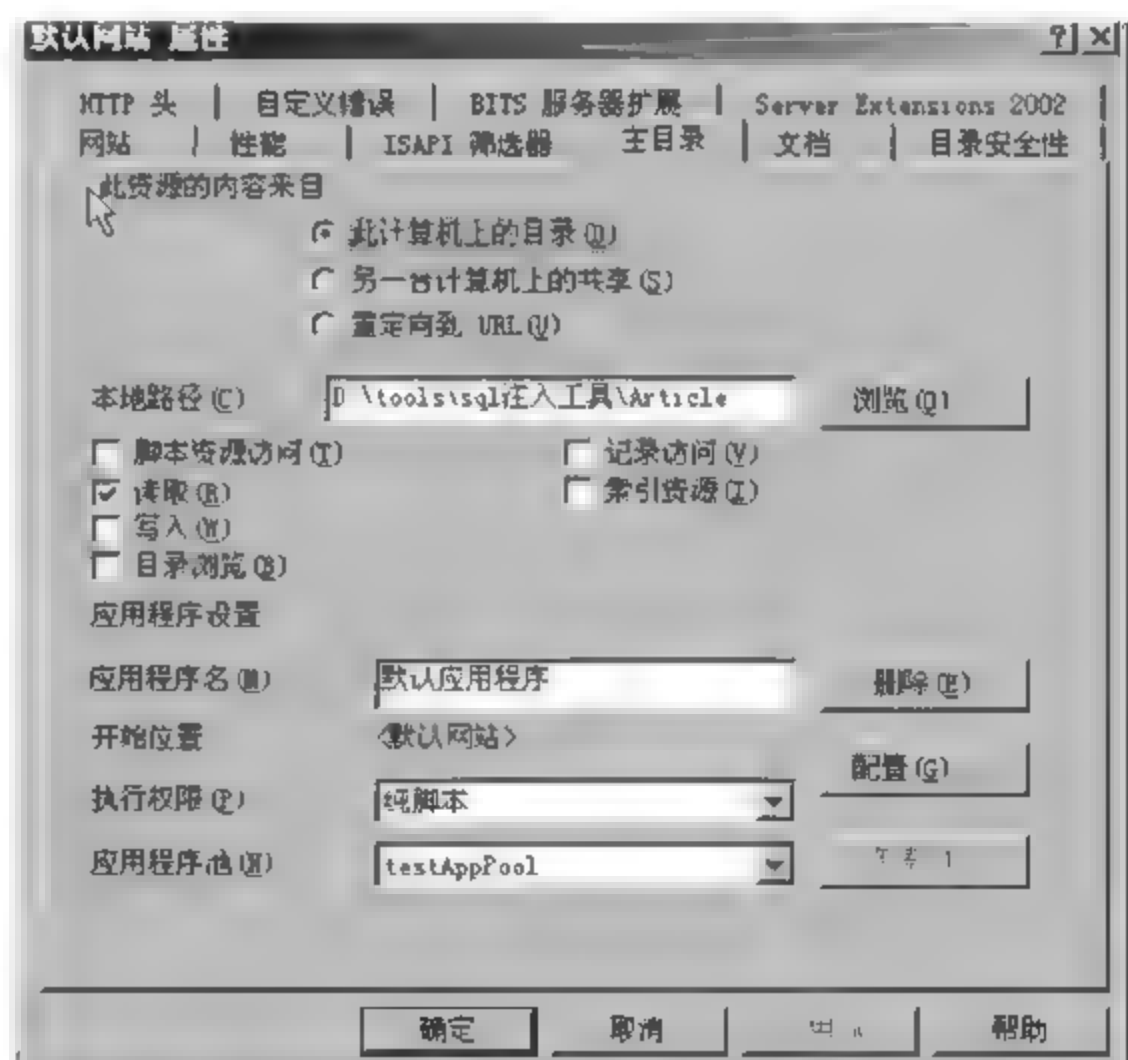 默认网站 属性
HTTP 头 自定义错误 BITS 服务器扩展 Server Extensions 2002
网站 性能 ISAPI 筛选器 主目录 文档 目录安全性
此资源的内容来自
此计算机上的目录(D)
另一台计算机上的共享(S)
重定向到 URL(U)
本地路径(C) D \tools\sql注入工具\Article 浏览(O)
脚本资源访问(T) 记录访问(V)
读取(R) 索引资源(I)
写入(W)
目录浏览(B)
应用程序设置
应用程序名(M) 默认应用程序 删除(E)
开始位置 <默认网站>
配置(G)
执行权限(P) 纯脚本
应用程序池(N) testAppPool
确定 取消 帮助